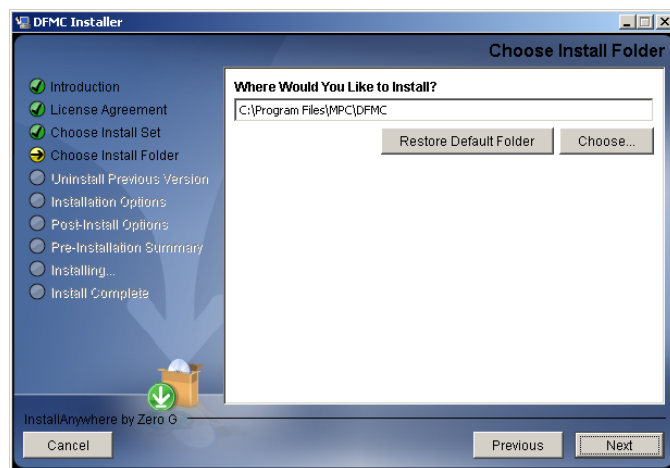 DFMC Installer
Choose Install Folder
Introduction
License Agreement
Choose Install Set
Choose Install Folder
Uninstall Previous Version
Installation Options
Post-Install Options
Pre-Installation Summary
Installing...
Install Complete
Where Would You Like to Install?
C:\Program Files\MPC\DFMC
Restore Default Folder
Choose...
InstallAnywhere by Zero G
Cancel
Previous
Next